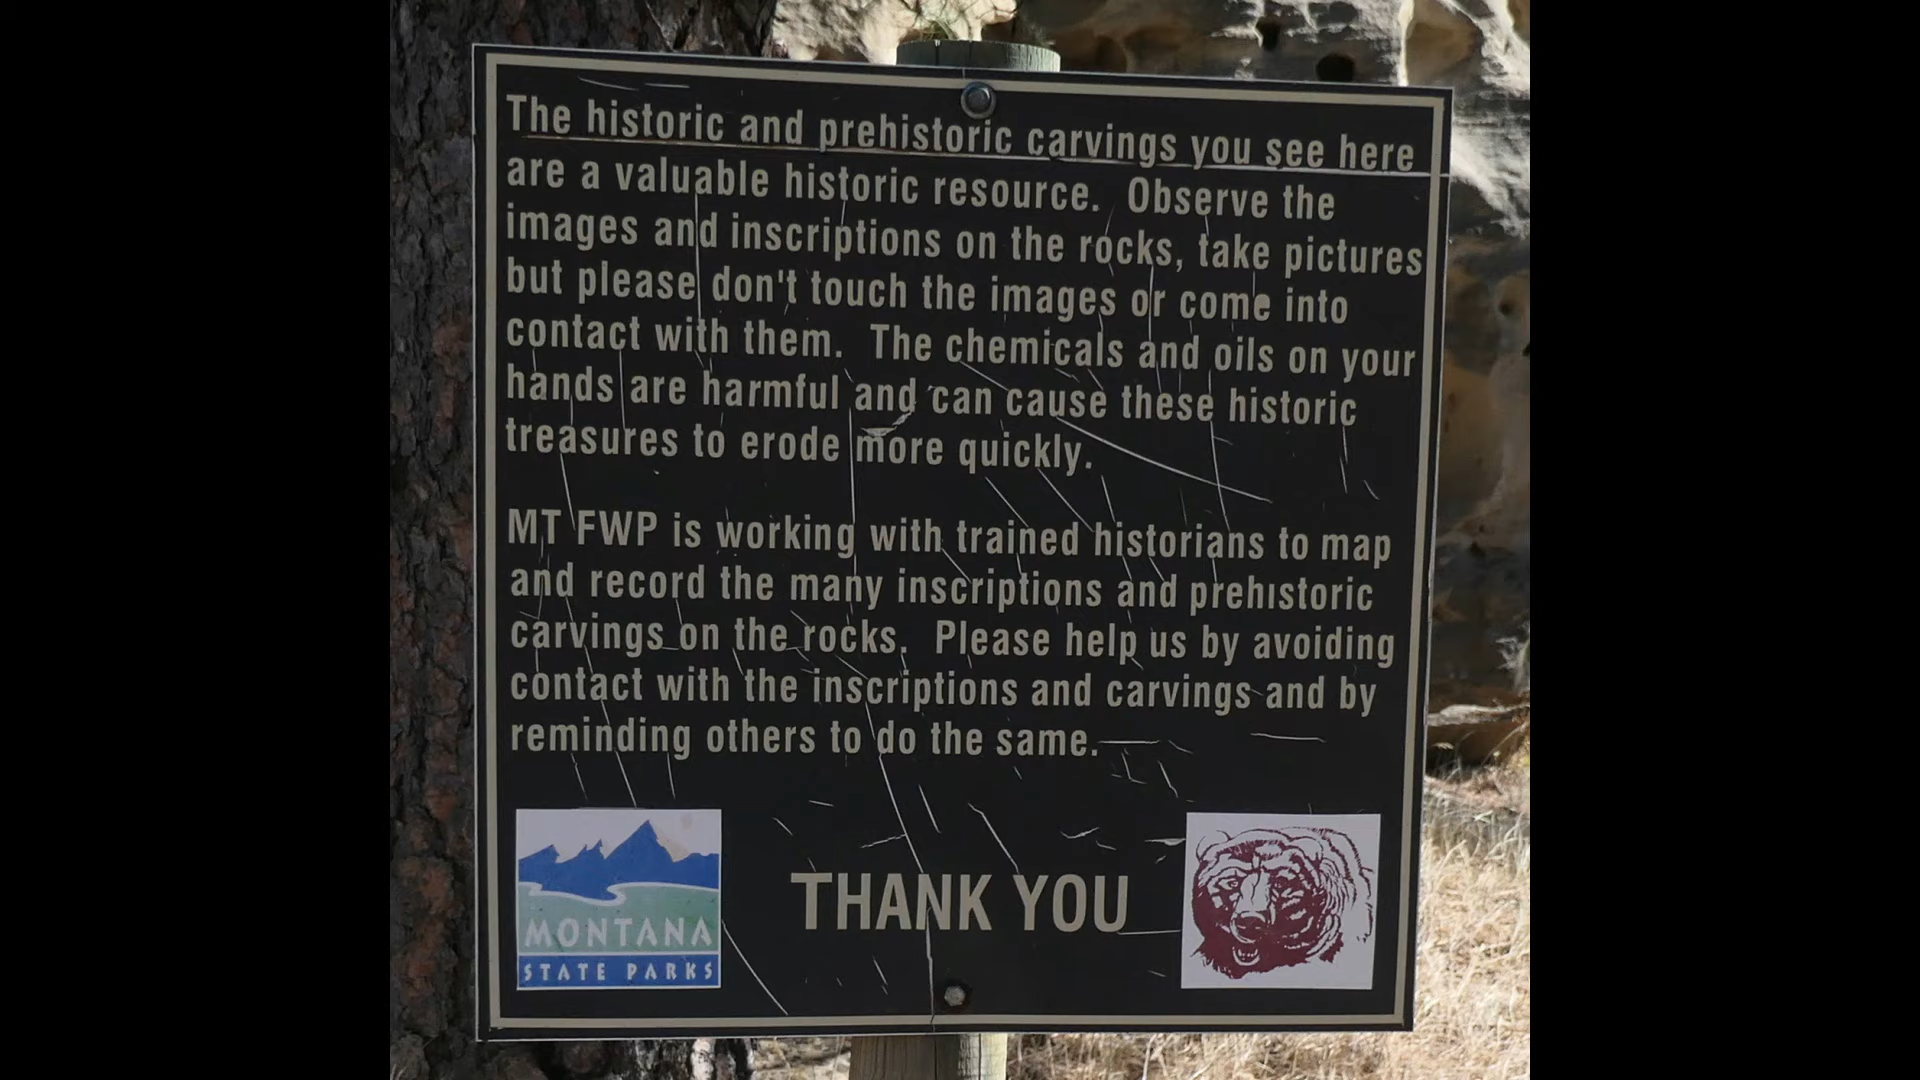 The historic and prehistoric carvings you see here
are a valuable historic resource.  Observe the
images and inscriptions on the rocks, take pictures
but please don't touch the images or come into
contact with them.  The chemicals and oils on your
hands are harmful and can cause these historic
treasures to erode more quickly.
MT FWP is working with trained historians to map
and record the many inscriptions and prehistoric
carvings on the rocks.  Please help us by avoiding
contact with the inscriptions and carvings and by
reminding others to do the same.
THANK YOU
MONTANA
STATE PARKS